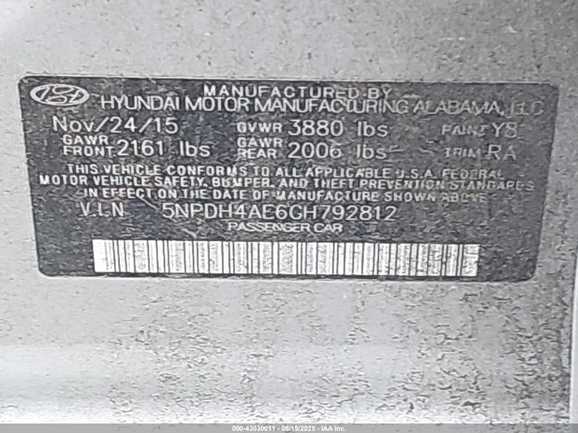 MANUFACTURED BY
HYUNDAI MOTOR MANUFACTURING ALABAMA, LLC
Nov/24/15 GVWR 3880 lbs PAINT Y8
GAWR FRONT 2161 lbs GAWR REAR 2006 lbs TRIM RA
THIS VEHICLE CONFORMS TO ALL APPLICABLE U.S.A. FEDERAL
MOTOR VEHICLE SAFETY, BUMPER, AND THEFT PREVENTION STANDARDS
IN EFFECT ON THE DATE OF MANUFACTURE SHOWN ABOVE.
V.I.N 5NPDH4AE6GH792812
PASSENGER CAR